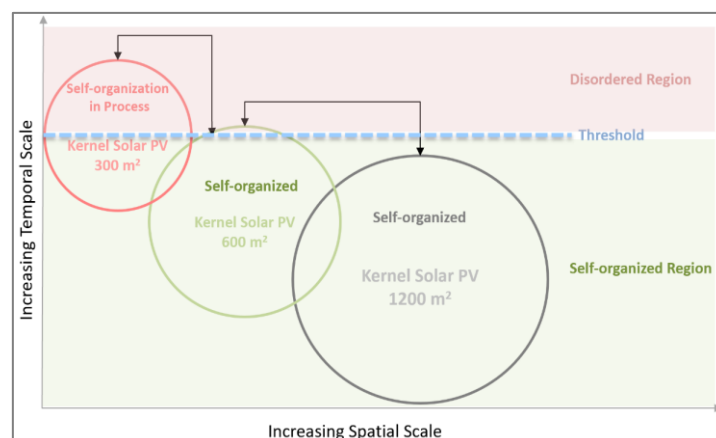 Disordered Region
Self-organization
in Process
Threshold
Kernel Solar PV
300 m²
Self-organized
Kernel Solar PV
600 m²
Self-organized
Kernel Solar PV
1200 m²
Self-organized Region
Increasing Temporal Scale
Increasing Spatial Scale